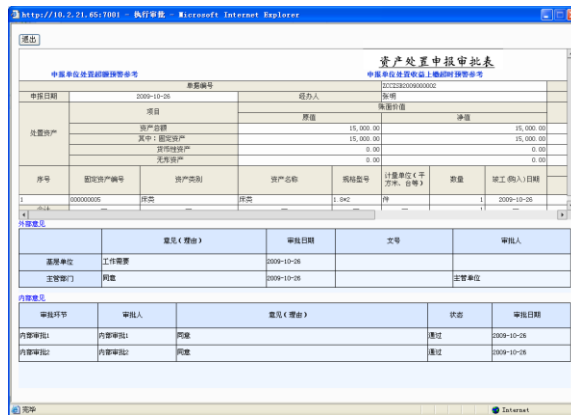 http://10.2.21.65:7001 - 执行审批 - Microsoft Internet Explorer
退出
资产处置申报审批表
申报单位处置超额预警参考 申报单位处置收益上缴超时预警参考
单据编号 ZCCZSB2009000002
申报日期 2009-10-26 经办人 张明
处置资产 项目 账面价值
原值 净值
资产总额 15,000.00 15,000.00
其中:固定资产 15,000.00 15,000.00
货币性资产 0.00 0.00
无形资产 0.00 0.00
序号 固定资产编号 资产类别 资产名称 规格型号 计量单位(平方米、台等) 数量 竣工(购入)日期
1 000000005 床类 床类 1.8*2 件 1 2009-10-26
合计 — — — — —
外部意见
意见(理由) 审批日期 文号 审批人
基层单位 工作需要 2009-10-26
主管部门 同意 2009-10-26 主管单位
内部意见
审批环节 审批人 意见(理由) 状态 审批日期
内部审批1 内部审批1 同意 通过 2009-10-26
内部审批2 内部审批2 同意 通过 2009-10-26
完毕 Internet